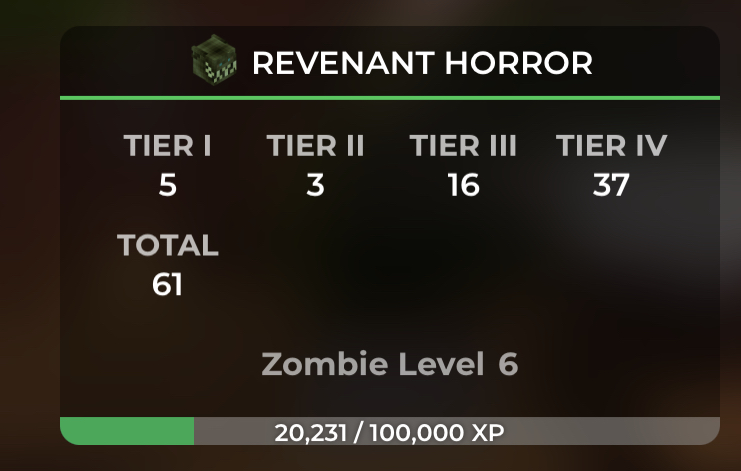 REVENANT HORROR
TIER I TIER II TIER III TIER IV
5 3 16 37
TOTAL
61
Zombie Level 6
20,231 / 100,000 XP